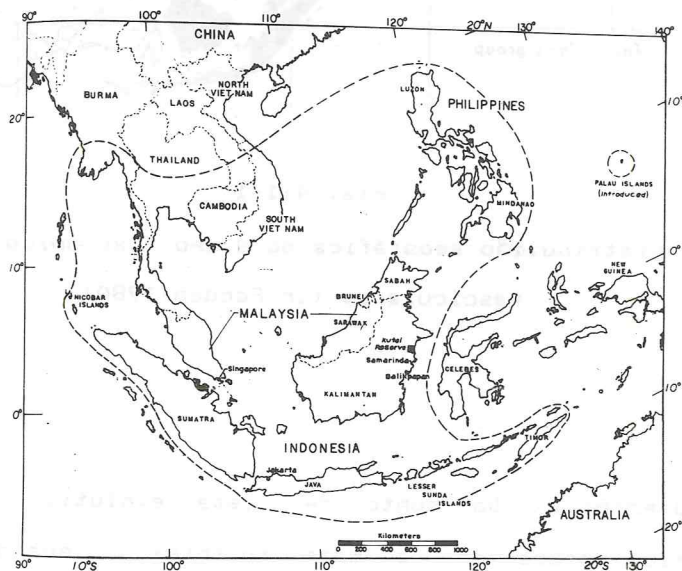 90°
100°
110°
120°
20°N
130°
140°
CHINA
BURMA
LAOS
NORTH
VIET NAM
LUZON
PHILIPPINES
10°
20°
THAILAND
CAMBODIA
SOUTH
VIET NAM
MINDANAO
PALAU ISLANDS
(Introduced)
10°
0°
NEW
GUINEA
NICOBAR
ISLANDS
MALAYSIA
BRUNEI
SABAH
SARAWAK
Kutai
Reserve
Samarinda
Balikpapan
CELEBES
Singapore
KALIMANTAN
SUMATRA
0°
10°
INDONESIA
TIMOR
Jakarta
JAVA
LESSER
SUNDA
ISLANDS
AUSTRALIA
20°
Kilometers
0 200 400 600 800 1000
90°
10°S
100°
110°
120°
20°S
130°